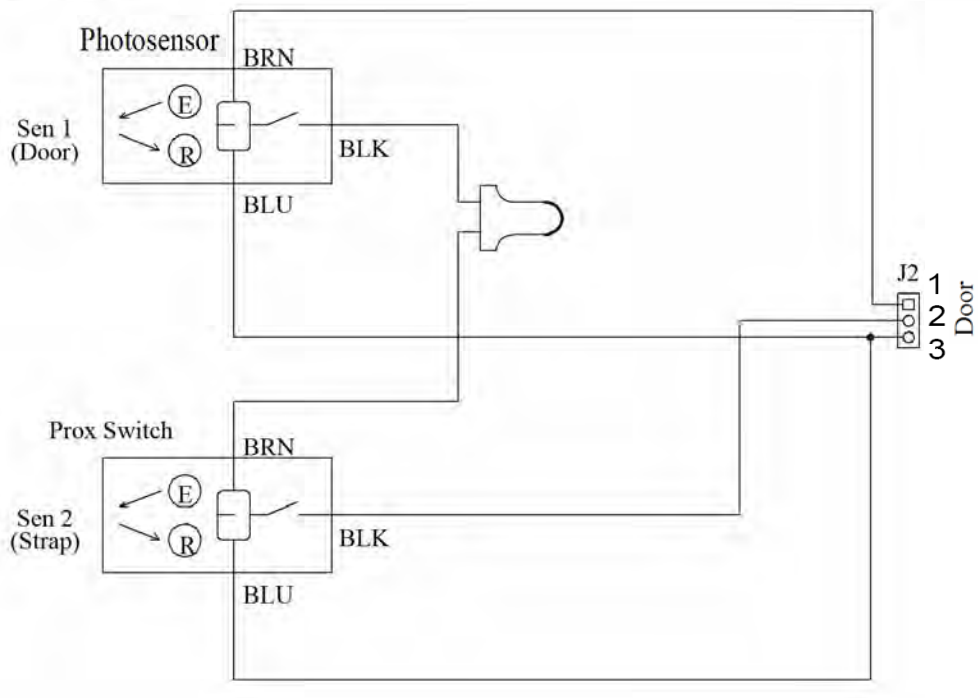 Photosensor
BRN
E
Sen 1
(Door)
R
BLK
BLU
J2
1
2
3
Door
Prox Switch
BRN
E
Sen 2
(Strap)
R
BLK
BLU